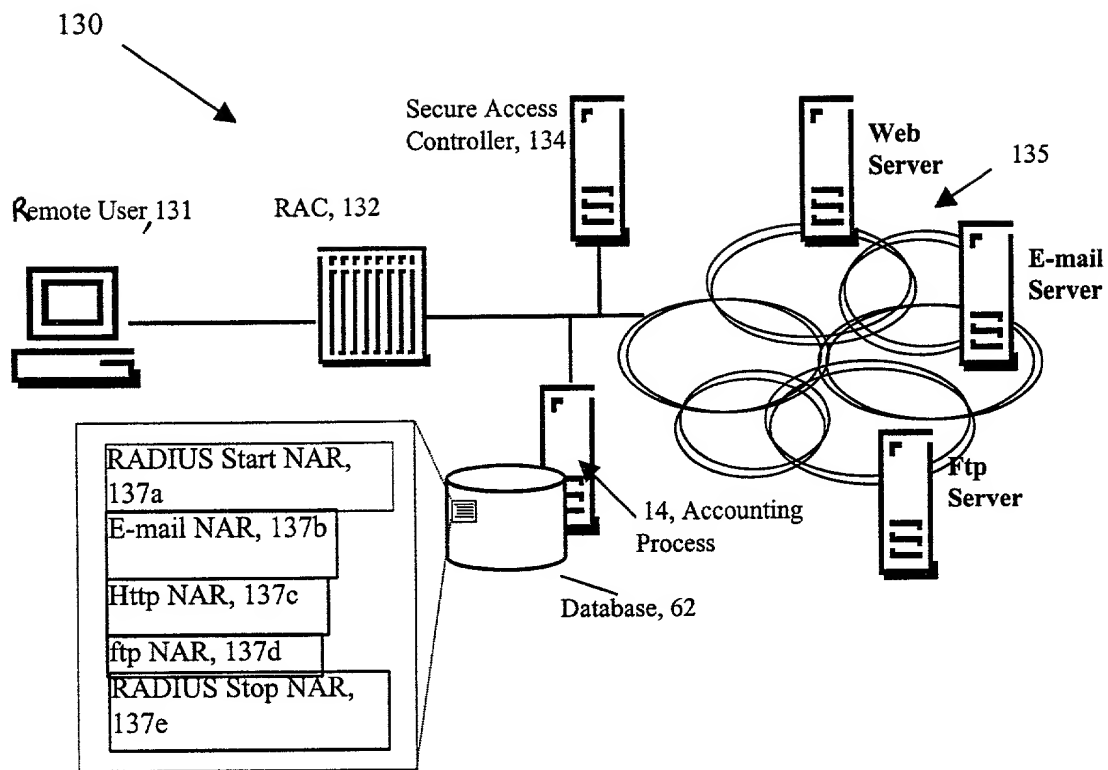 130
Secure Access
Controller, 134
Web
Server
135
Remote User, 131
RAC, 132
E-mail
Server
RADIUS Start NAR,
137a
E-mail NAR, 137b
Http NAR, 137c
ftp NAR, 137d
RADIUS Stop NAR,
137e
14, Accounting
Process
Database, 62
Ftp
Server